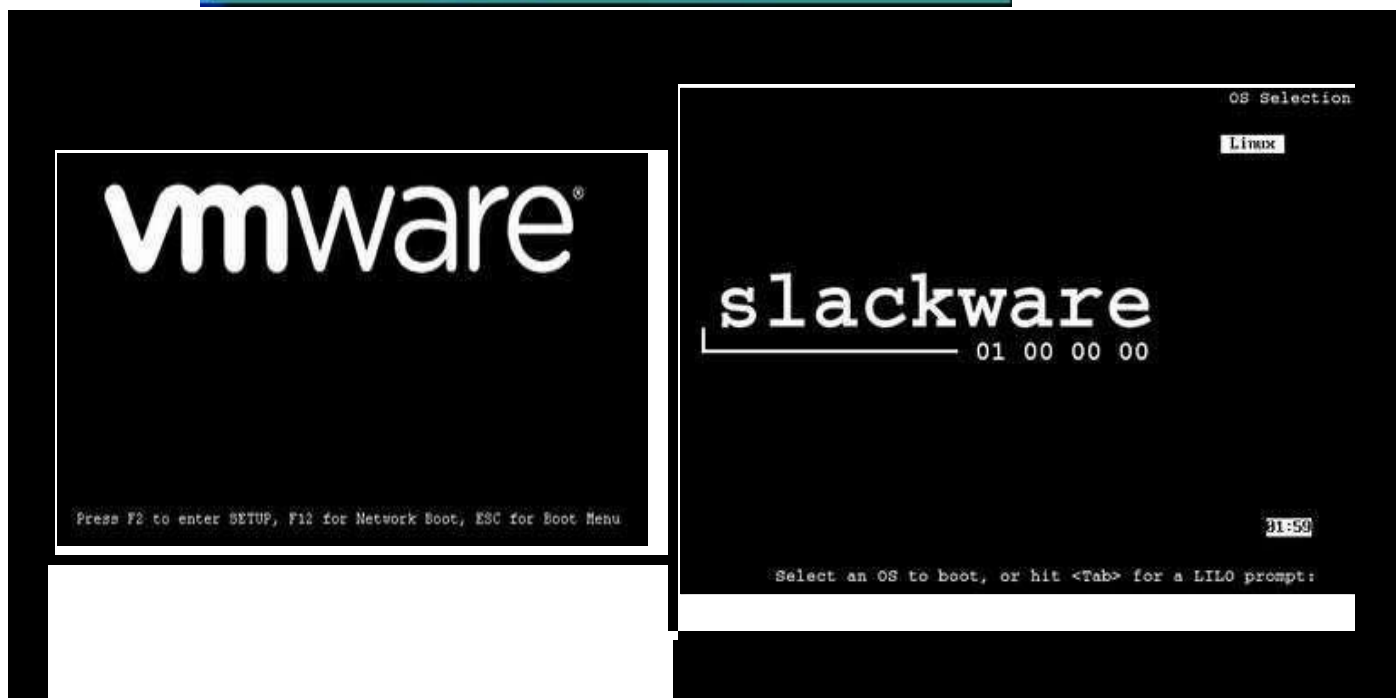 vmware®
Press F2 to enter SETUP, F12 for Network Boot, ESC for Boot Menu
OS Selection
Linux
slackware
01 00 00 00
01:59
Select an OS to boot, or hit <Tab> for a LILO prompt: